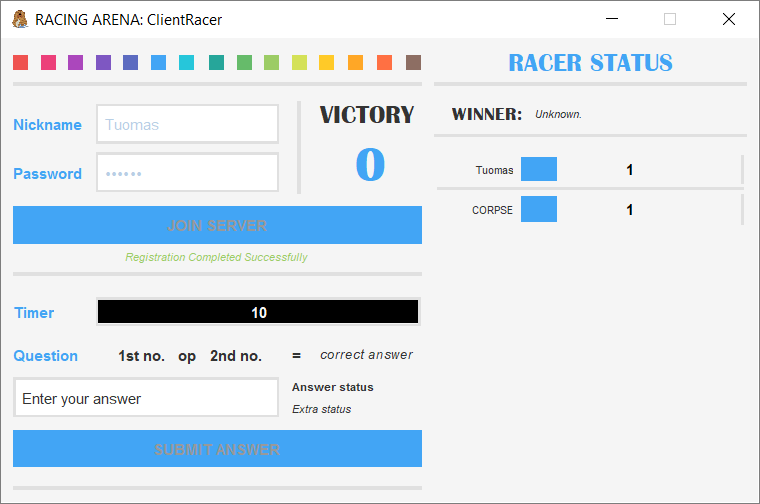 RACING ARENA: ClientRacer
Nickname
Tuomas
Password
••••••
VICTORY
0
JOIN SERVER
Registration Completed Successfully
Timer
10
Question
1st no. op 2nd no. = correct answer
Enter your answer
Answer status
Extra status
SUBMIT ANSWER
RACER STATUS
WINNER: Unknown.
Tuomas 1
CORPSE 1